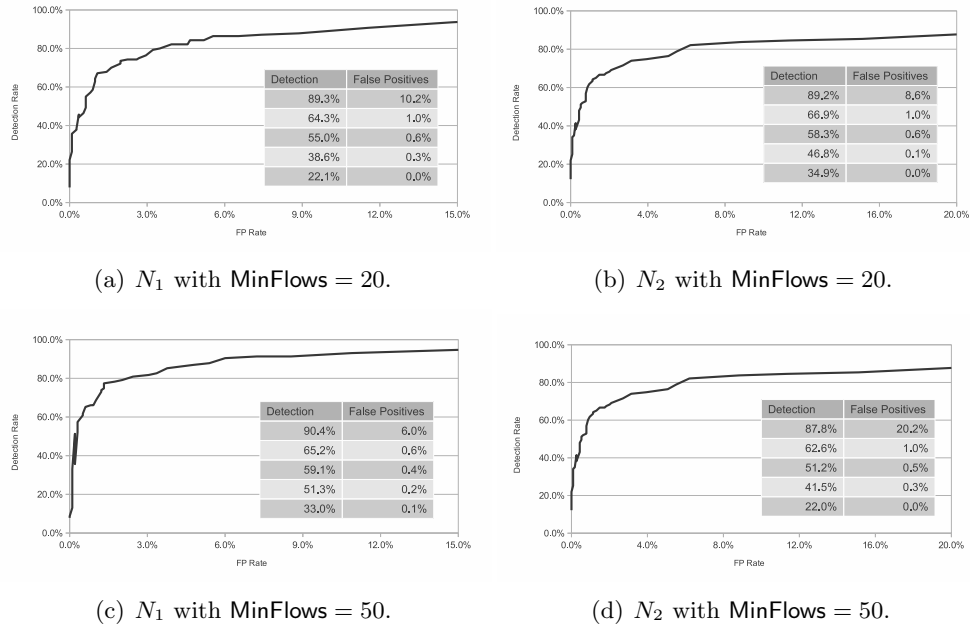 100.0%
80.0%
60.0%
40.0%
20.0%
0.0%
Detection Rate
Detection False Positives
89.3% 10.2%
64.3% 1.0%
55.0% 0.6%
38.6% 0.3%
22.1% 0.0%
0.0% 3.0% 6.0% 9.0% 12.0% 15.0%
FP Rate
(a) N₁ with MinFlows = 20.
100.0%
80.0%
60.0%
40.0%
20.0%
0.0%
Detection Rate
Detection False Positives
89.2% 8.6%
66.9% 1.0%
58.3% 0.6%
46.8% 0.1%
34.9% 0.0%
0.0% 4.0% 8.0% 12.0% 16.0% 20.0%
FP Rate
(b) N₂ with MinFlows = 20.
100.0%
80.0%
60.0%
40.0%
20.0%
0.0%
Detection Rate
Detection False Positives
90.4% 6.0%
65.2% 0.6%
59.1% 0.4%
51.3% 0.2%
33.0% 0.1%
0.0% 3.0% 6.0% 9.0% 12.0% 15.0%
FP Rate
(c) N₁ with MinFlows = 50.
100.0%
80.0%
60.0%
40.0%
20.0%
0.0%
Detection Rate
Detection False Positives
87.8% 20.2%
62.6% 1.0%
51.2% 0.5%
41.5% 0.3%
22.0% 0.0%
0.0% 4.0% 8.0% 12.0% 16.0% 20.0%
FP Rate
(d) N₂ with MinFlows = 50.